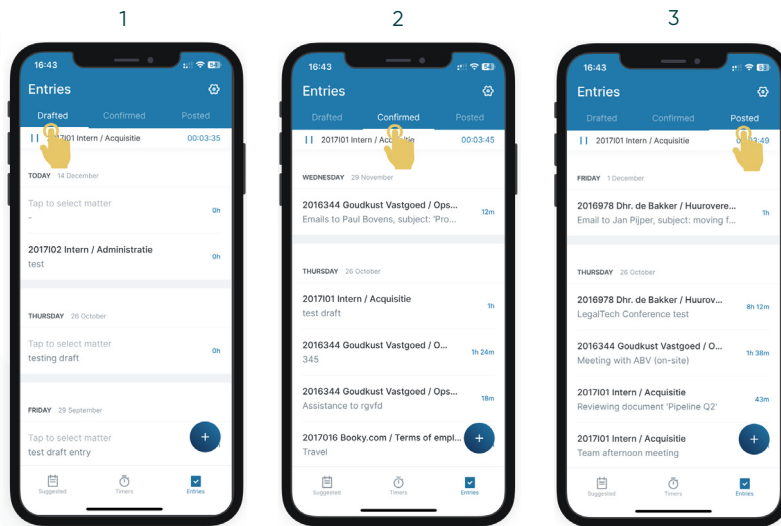 1
16:43
54
Entries
Drafted Confirmed Posted
2017I01 Intern / Acquisitie 00:03:35
TODAY 14 December
Tap to select matter
-
0h
2017I02 Intern / Administratie
test
0h
THURSDAY 26 October
Tap to select matter
testing draft
0h
FRIDAY 29 September
Tap to select matter
test draft entry
+
Suggested Timers Entries
2
16:43
54
Entries
Drafted Confirmed Posted
2017I01 Intern / Acquisitie 00:03:45
WEDNESDAY 29 November
2016344 Goudkust Vastgoed / Ops...
Emails to Paul Bovens, subject: 'Pro...
12m
THURSDAY 26 October
2017I01 Intern / Acquisitie
test draft
1h
2016344 Goudkust Vastgoed / O...
345
1h 24m
2016344 Goudkust Vastgoed / Ops...
Assistance to rgvfd
18m
2017016 Booky.com / Terms of empl...
Travel
+
Suggested Timers Entries
3
16:43
54
Entries
Drafted Confirmed Posted
2017I01 Intern / Acquisitie 00:03:49
FRIDAY 1 December
2016978 Dhr. de Bakker / Huurovere...
Email to Jan Pijper, subject: moving f...
1h
THURSDAY 26 October
2016978 Dhr. de Bakker / Huurov...
LegalTech Conference test
8h 12m
2016344 Goudkust Vastgoed / O...
Meeting with ABV (on-site)
1h 38m
2017I01 Intern / Acquisitie
Reviewing document 'Pipeline Q2'
43m
2017I01 Intern / Acquisitie
Team afternoon meeting
+
Suggested Timers Entries